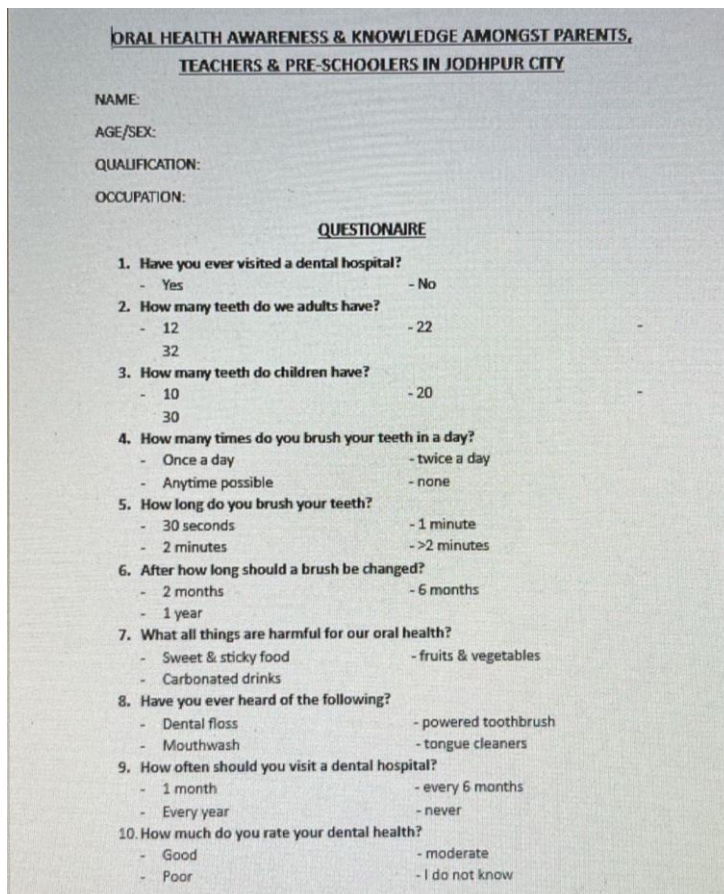 ORAL HEALTH AWARENESS & KNOWLEDGE AMONGST PARENTS,
TEACHERS & PRE-SCHOOLERS IN JODHPUR CITY
NAME:
AGE/SEX:
QUALIFICATION:
OCCUPATION:
QUESTIONAIRE
1. Have you ever visited a dental hospital?
- Yes - No
2. How many teeth do we adults have?
- 12 - 22 -
32
3. How many teeth do children have?
- 10 - 20 -
30
4. How many times do you brush your teeth in a day?
- Once a day - twice a day
- Anytime possible - none
5. How long do you brush your teeth?
- 30 seconds - 1 minute
- 2 minutes - >2 minutes
6. After how long should a brush be changed?
- 2 months - 6 months
- 1 year
7. What all things are harmful for our oral health?
- Sweet & sticky food - fruits & vegetables
- Carbonated drinks
8. Have you ever heard of the following?
- Dental floss - powered toothbrush
- Mouthwash - tongue cleaners
9. How often should you visit a dental hospital?
- 1 month - every 6 months
- Every year - never
10. How much do you rate your dental health?
- Good - moderate
- Poor - I do not know